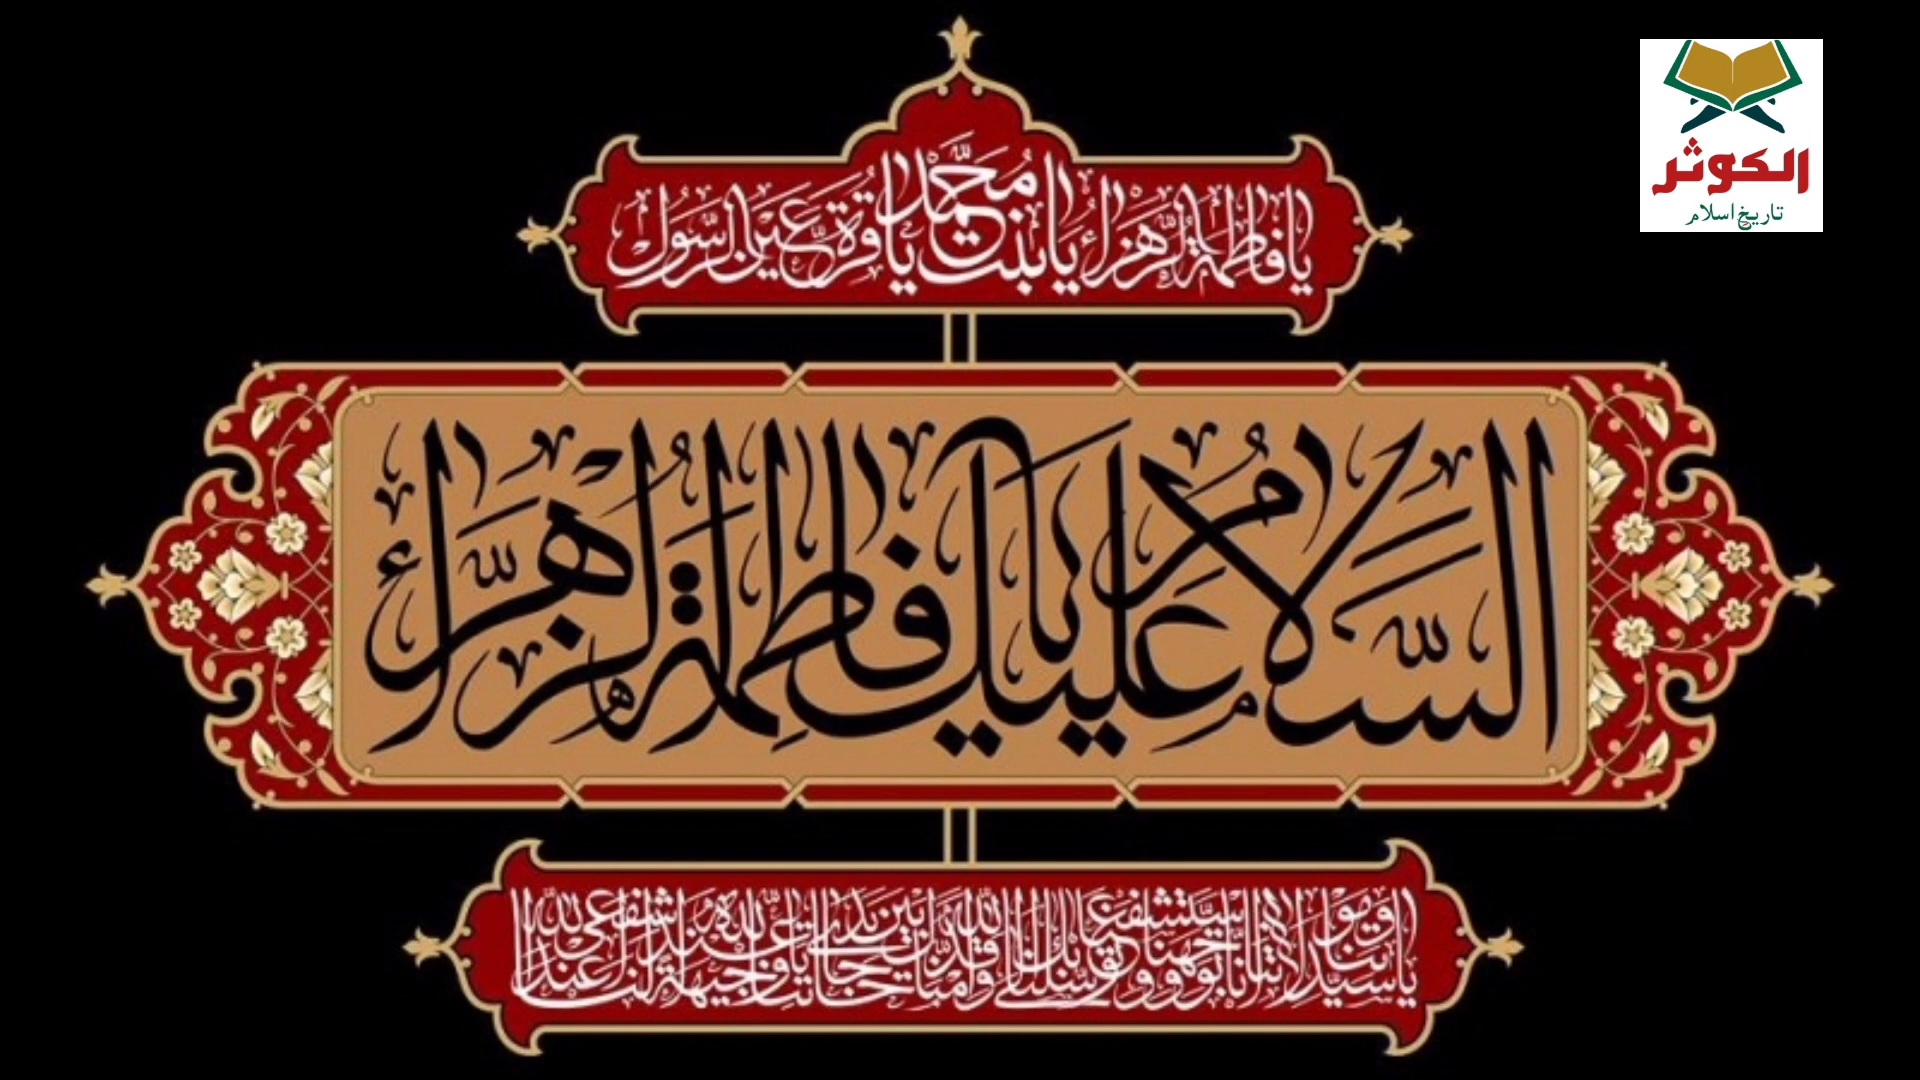 يا فاطمة الزهراء يا بنت محمد يا قرة عين الرسول
السلام عليك يا فاطمة الزهراء
يا سيدتنا ومولاتنا إنا توجهنا واستشفعنا وتوسلنا بك إلى الله وقدمناك بين يدي حاجاتنا يا وجيهة عند الله اشفعي لنا عند الله
الكوثر
تاريخ اسلام